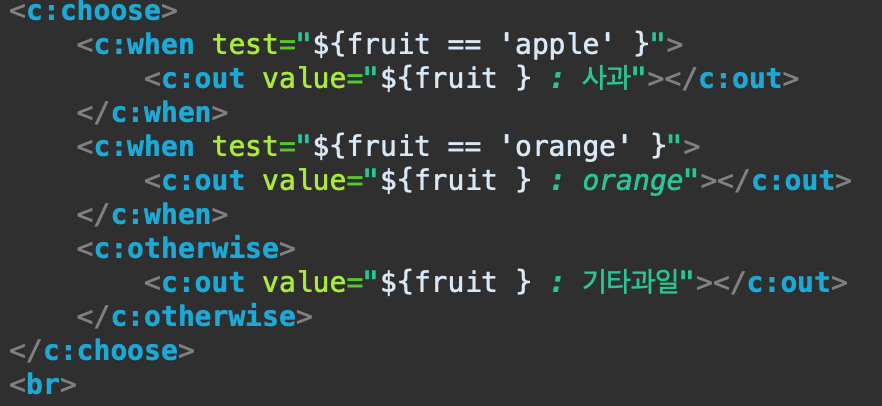 <c:choose>
    <c:when test="${fruit == 'apple' }">
        <c:out value="${fruit } : 사과"></c:out>
    </c:when>
    <c:when test="${fruit == 'orange' }">
        <c:out value="${fruit } : orange"></c:out>
    </c:when>
    <c:otherwise>
        <c:out value="${fruit } : 기타과일"></c:out>
    </c:otherwise>
</c:choose>
<br>